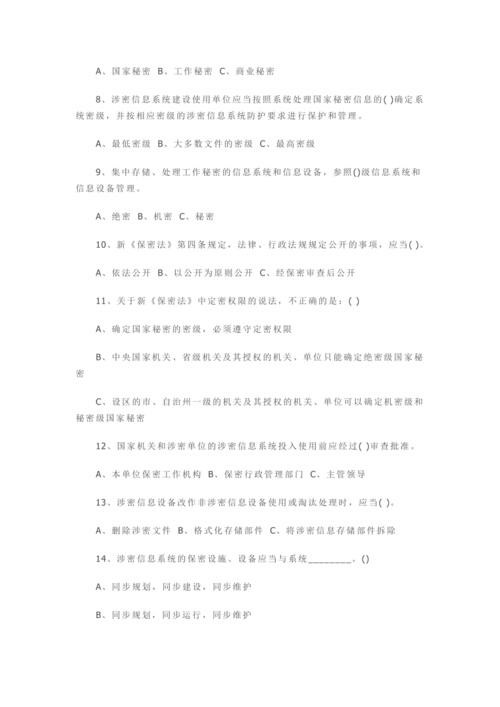 A、国家秘密 B、工作秘密 C、商业秘密
8、涉密信息系统建设使用单位应当按照系统处理国家秘密信息的( )确定系
统密级，并按相应密级的涉密信息系统防护要求进行保护和管理。
A、最低密级 B、大多数文件的密级 C、最高密级
9、集中存储、处理工作秘密的信息系统和信息设备，参照()级信息系统和
信息设备管理。
A、绝密 B、机密 C、秘密
10、新《保密法》第四条规定，法律、行政法规规定公开的事项，应当( )。
A、依法公开 B、以公开为原则公开 C、经保密审查后公开
11、关于新《保密法》中定密权限的说法，不正确的是：( )
A、确定国家秘密的密级，必须遵守定密权限
B、中央国家机关、省级机关及其授权的机关、单位只能确定绝密级国家秘
密
C、设区的市、自治州一级的机关及其授权的机关、单位可以确定机密级和
秘密级国家秘密
12、国家机关和涉密单位的涉密信息系统投入使用前应经过( )审查批准。
A、本单位保密工作机构 B、保密行政管理部门 C、主管领导
13、涉密信息设备改作非涉密信息设备使用或淘汰处理时，应当( )。
A、删除涉密文件 B、格式化存储部件 C、将涉密信息存储部件拆除
14、涉密信息系统的保密设施、设备应当与系统________。()
A、同步规划，同步建设，同步维护
B、同步规划，同步运行，同步维护